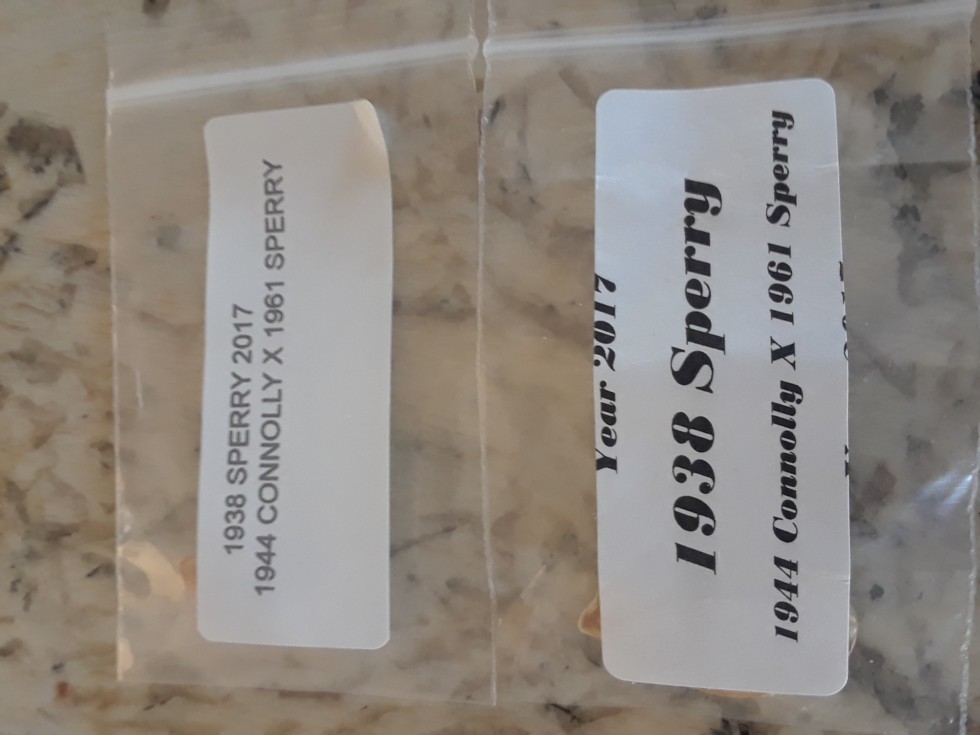 1938 SPERRY 2017
1944 CONNOLLY X 1961 SPERRY
Year 2017
1938 Sperry
1944 Connolly X 1961 Sperry